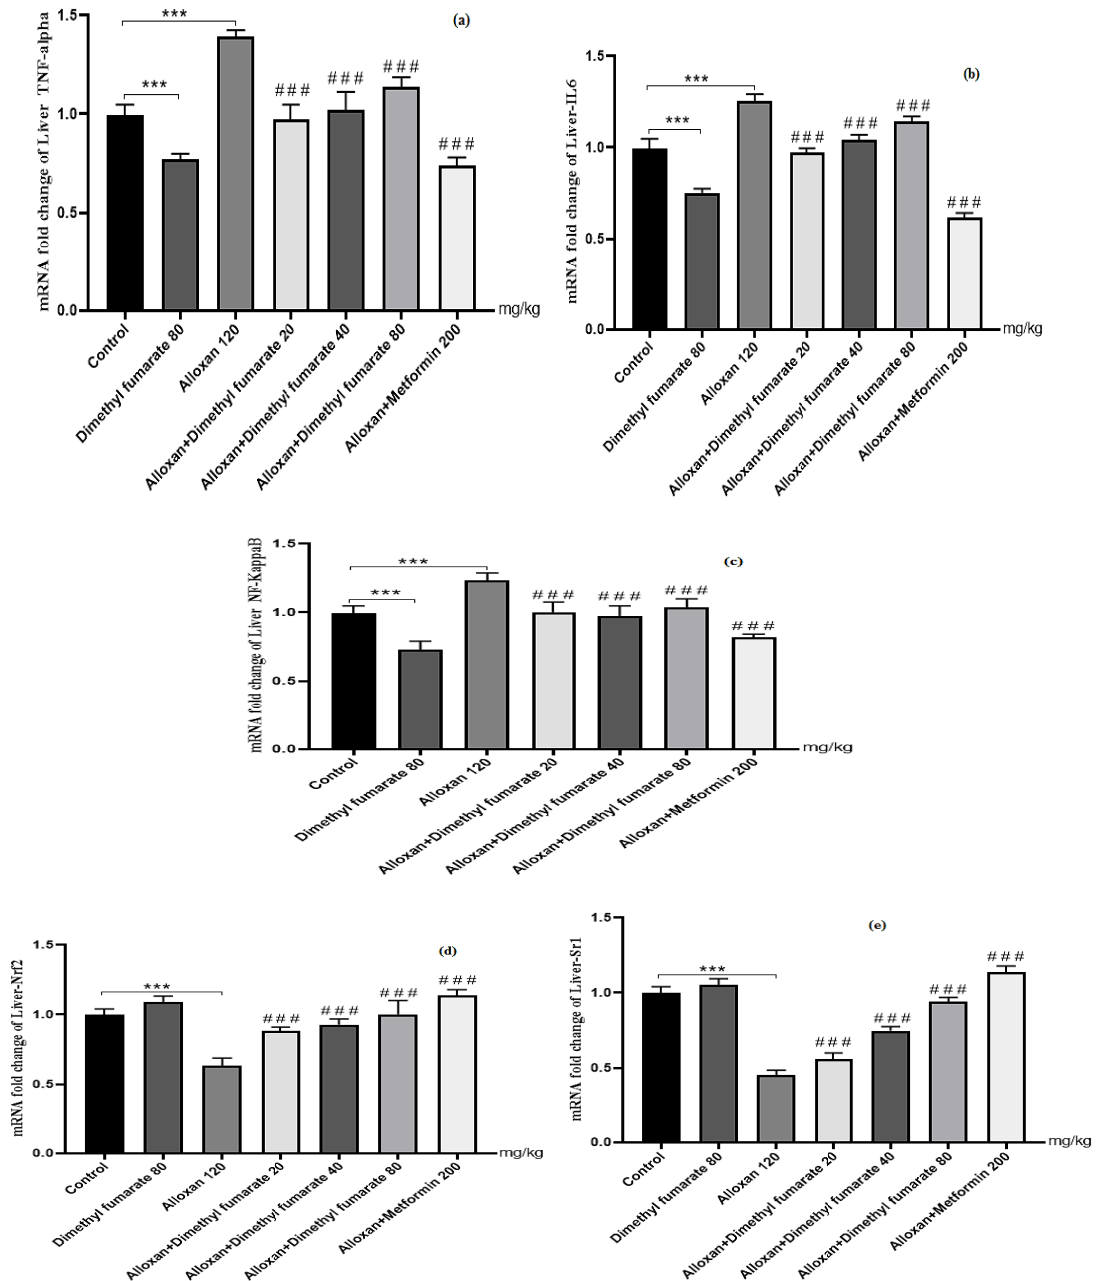 (a)
mRNA fold change of Liver TNF-alpha
1.5
1.0
0.5
0.0
***
***
###
###
###
###
mg/kg
Control
Dimethyl fumarate 80
Alloxan 120
Alloxan+Dimethyl fumarate 20
Alloxan+Dimethyl fumarate 40
Alloxan+Dimethyl fumarate 80
Alloxan+Metformin 200
(b)
mRNA fold change of Liver-IL6
1.5
1.0
0.5
0.0
***
***
###
###
###
###
mg/kg
Control
Dimethyl fumarate 80
Alloxan 120
Alloxan+Dimethyl fumarate 20
Alloxan+Dimethyl fumarate 40
Alloxan+Dimethyl fumarate 80
Alloxan+Metformin 200
(c)
mRNA fold change of Liver NF-KappaB
1.5
1.0
0.5
0.0
***
***
###
###
###
###
mg/kg
Control
Dimethyl fumarate 80
Alloxan 120
Alloxan+Dimethyl fumarate 20
Alloxan+Dimethyl fumarate 40
Alloxan+Dimethyl fumarate 80
Alloxan+Metformin 200
(d)
mRNA fold change of Liver-Nrf2
1.5
1.0
0.5
0.0
***
###
###
###
###
mg/kg
Control
Dimethyl fumarate 80
Alloxan 120
Alloxan+Dimethyl fumarate 20
Alloxan+Dimethyl fumarate 40
Alloxan+Dimethyl fumarate 80
Alloxan+Metformin 200
(e)
mRNA fold change of Liver-Sr1
1.5
1.0
0.5
0.0
***
###
###
###
###
mg/kg
Control
Dimethyl fumarate 80
Alloxan 120
Alloxan+Dimethyl fumarate 20
Alloxan+Dimethyl fumarate 40
Alloxan+Dimethyl fumarate 80
Alloxan+Metformin 200